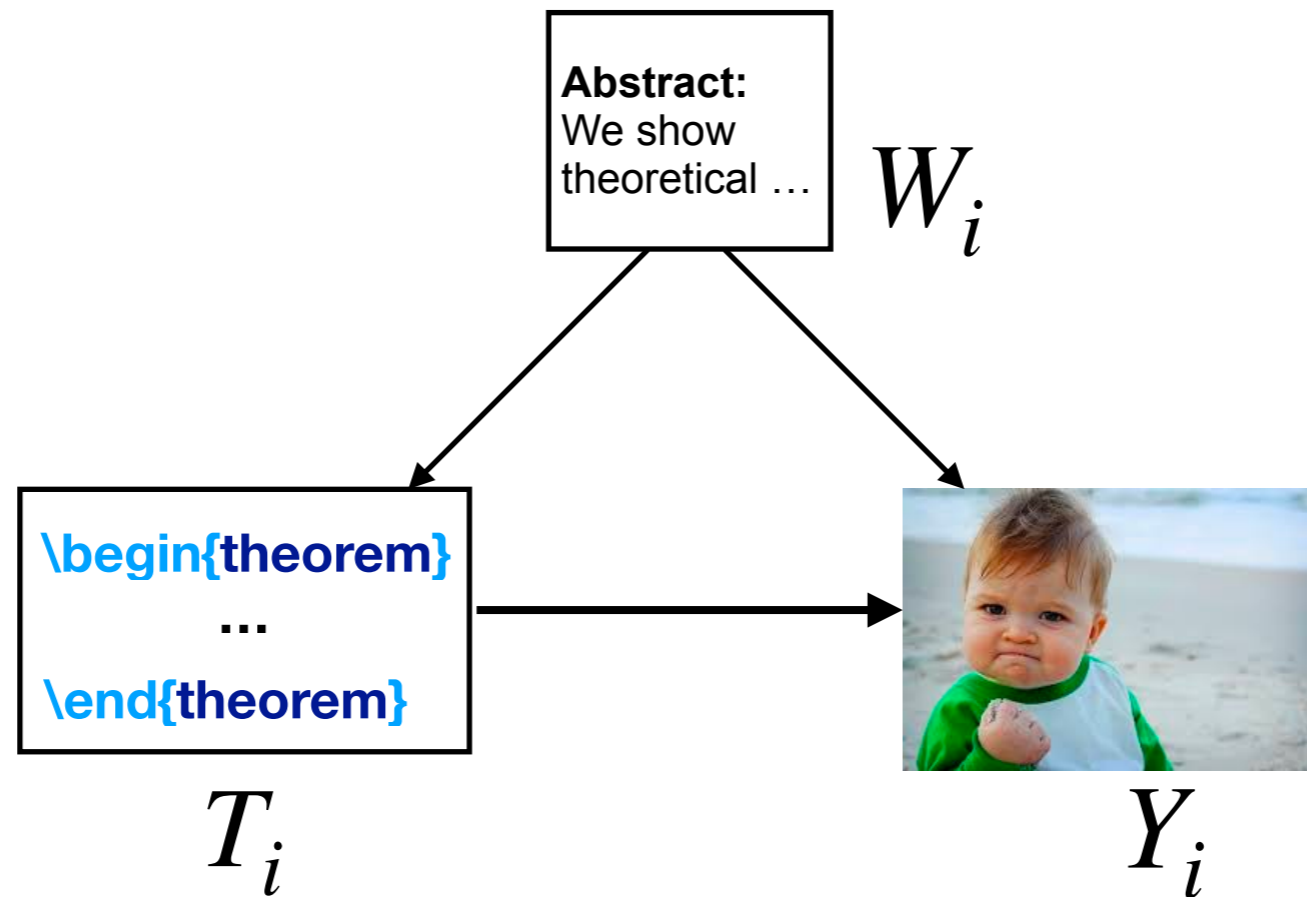 Abstract:
We show
theoretical …
W_i
\begin{theorem}
...
\end{theorem}
T_i
Y_i